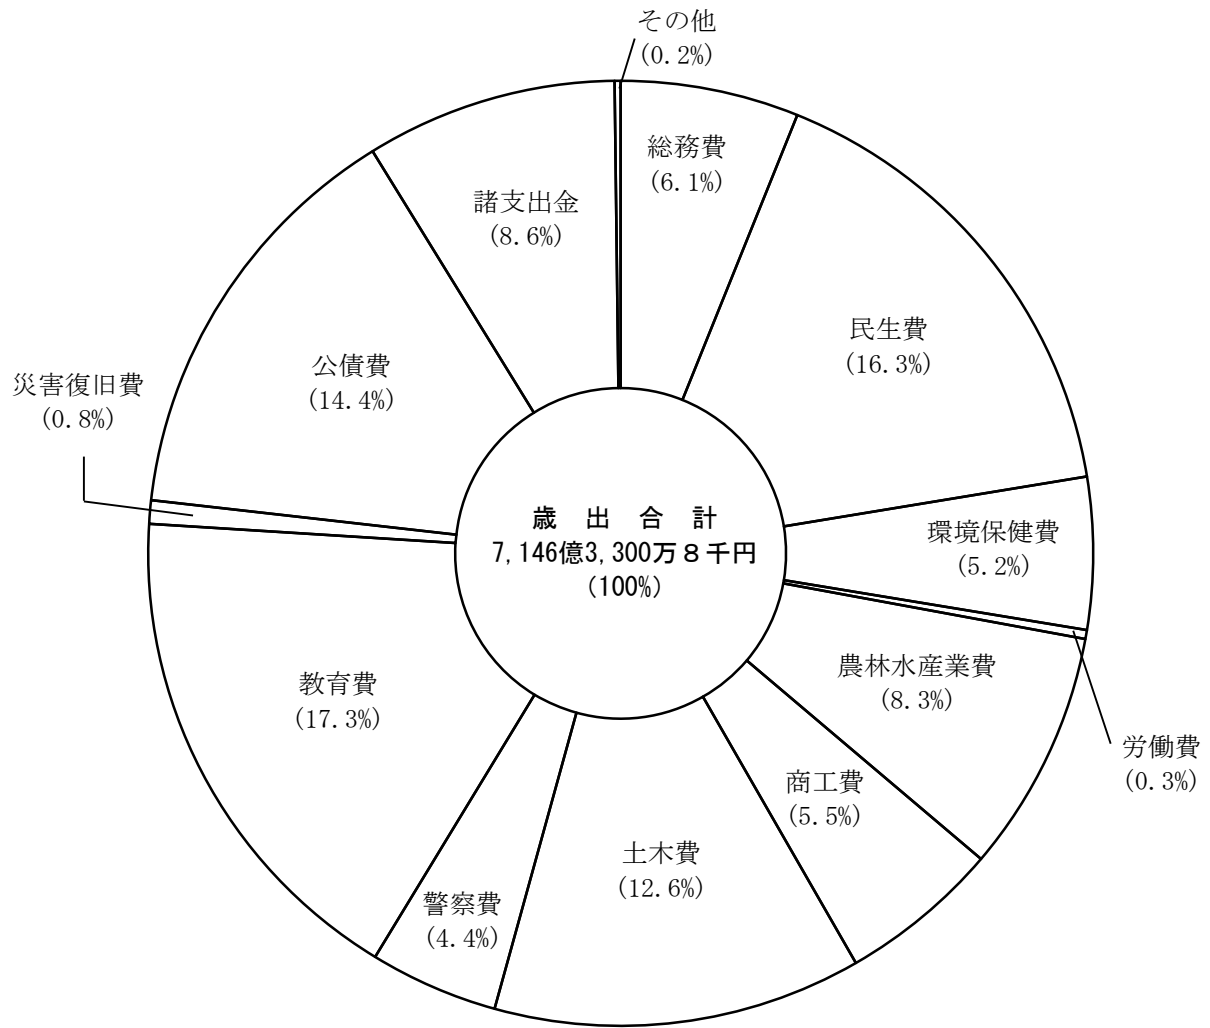 その他
(0.2%)
総務費
(6.1%)
民生費
(16.3%)
環境保健費
(5.2%)
労働費
(0.3%)
農林水産業費
(8.3%)
商工費
(5.5%)
土木費
(12.6%)
警察費
(4.4%)
教育費
(17.3%)
災害復旧費
(0.8%)
公債費
(14.4%)
諸支出金
(8.6%)
歳 出 合 計
7,146億3,300万８千円
(100%)